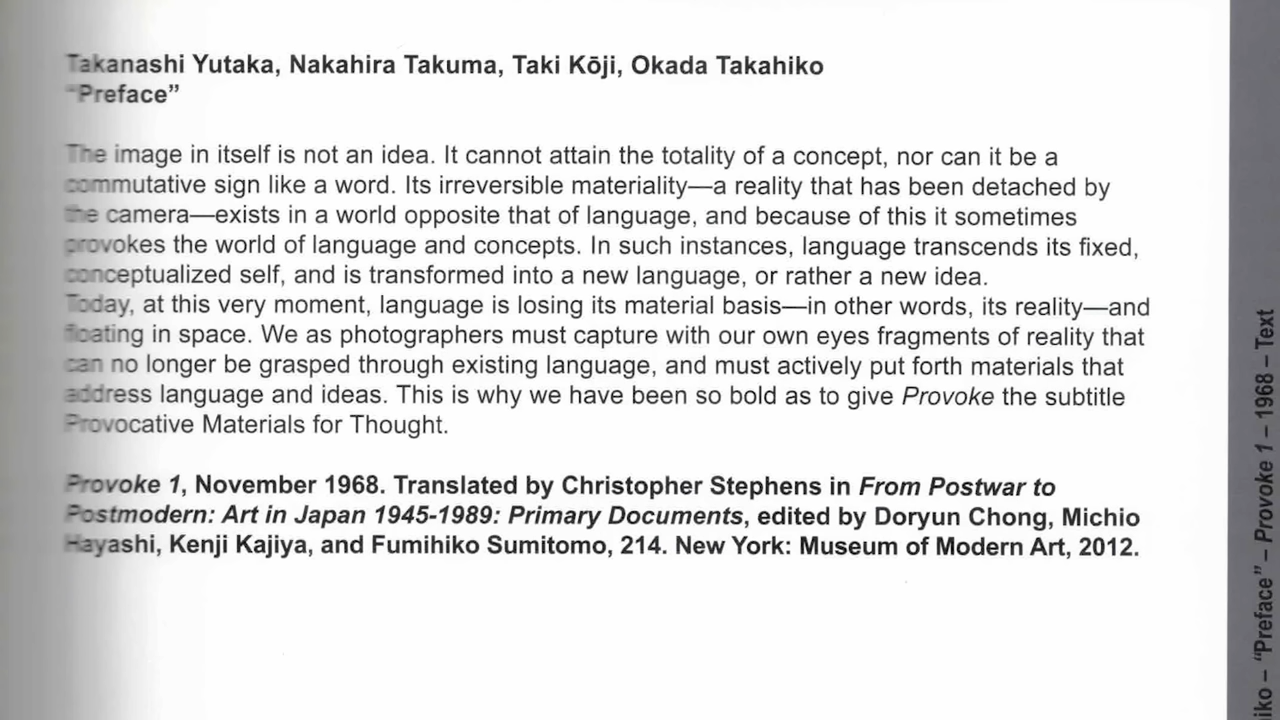 Takanashi Yutaka, Nakahira Takuma, Taki Kōji, Okada Takahiko
“Preface”
The image in itself is not an idea. It cannot attain the totality of a concept, nor can it be a
commutative sign like a word. Its irreversible materiality—a reality that has been detached by
the camera—exists in a world opposite that of language, and because of this it sometimes
provokes the world of language and concepts. In such instances, language transcends its fixed,
conceptualized self, and is transformed into a new language, or rather a new idea.
Today, at this very moment, language is losing its material basis—in other words, its reality—and
floating in space. We as photographers must capture with our own eyes fragments of reality that
can no longer be grasped through existing language, and must actively put forth materials that
address language and ideas. This is why we have been so bold as to give Provoke the subtitle
Provocative Materials for Thought.
Provoke 1, November 1968. Translated by Christopher Stephens in From Postwar to
Postmodern: Art in Japan 1945-1989: Primary Documents, edited by Doryun Chong, Michio
Hayashi, Kenji Kajiya, and Fumihiko Sumitomo, 214. New York: Museum of Modern Art, 2012.
iko – “Preface” – Provoke 1 – 1968 – Text